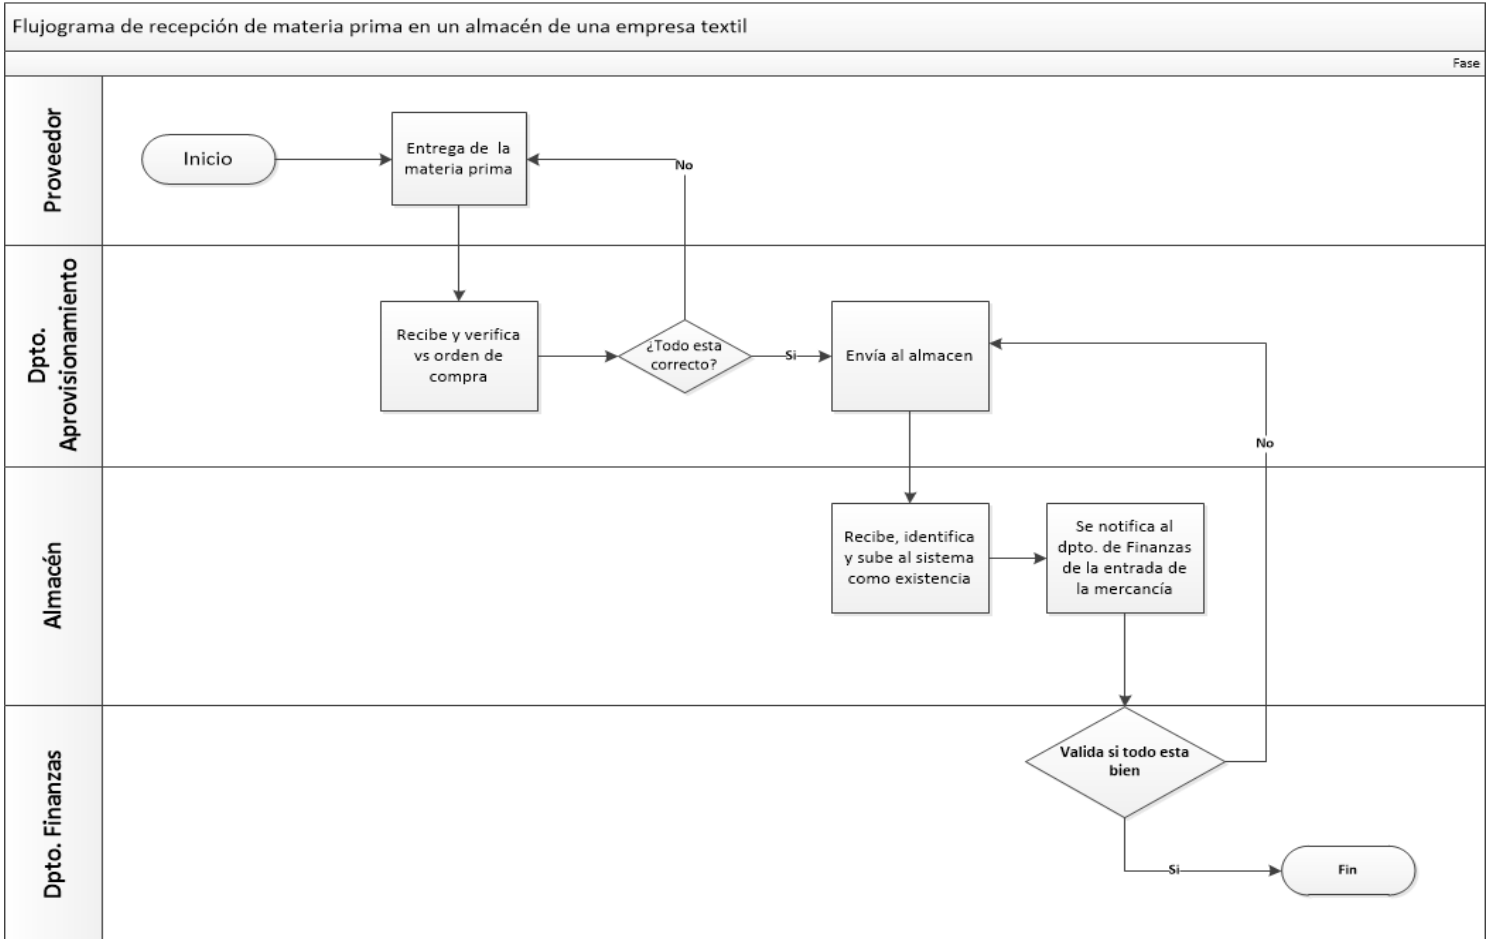 Flujograma de recepción de materia prima en un almacén de una empresa textil
Fase
Proveedor
Inicio
Entrega de la
materia prima
No
Dpto.
Aprovisionamiento
Recibe y verifica
vs orden de
compra
¿Todo esta
correcto?
Si
Envía al almacen
No
Almacén
Recibe, identifica
y sube al sistema
como existencia
Se notifica al
dpto. de Finanzas
de la entrada de
la mercancía
Dpto. Finanzas
Valida si todo esta
bien
Si
Fin